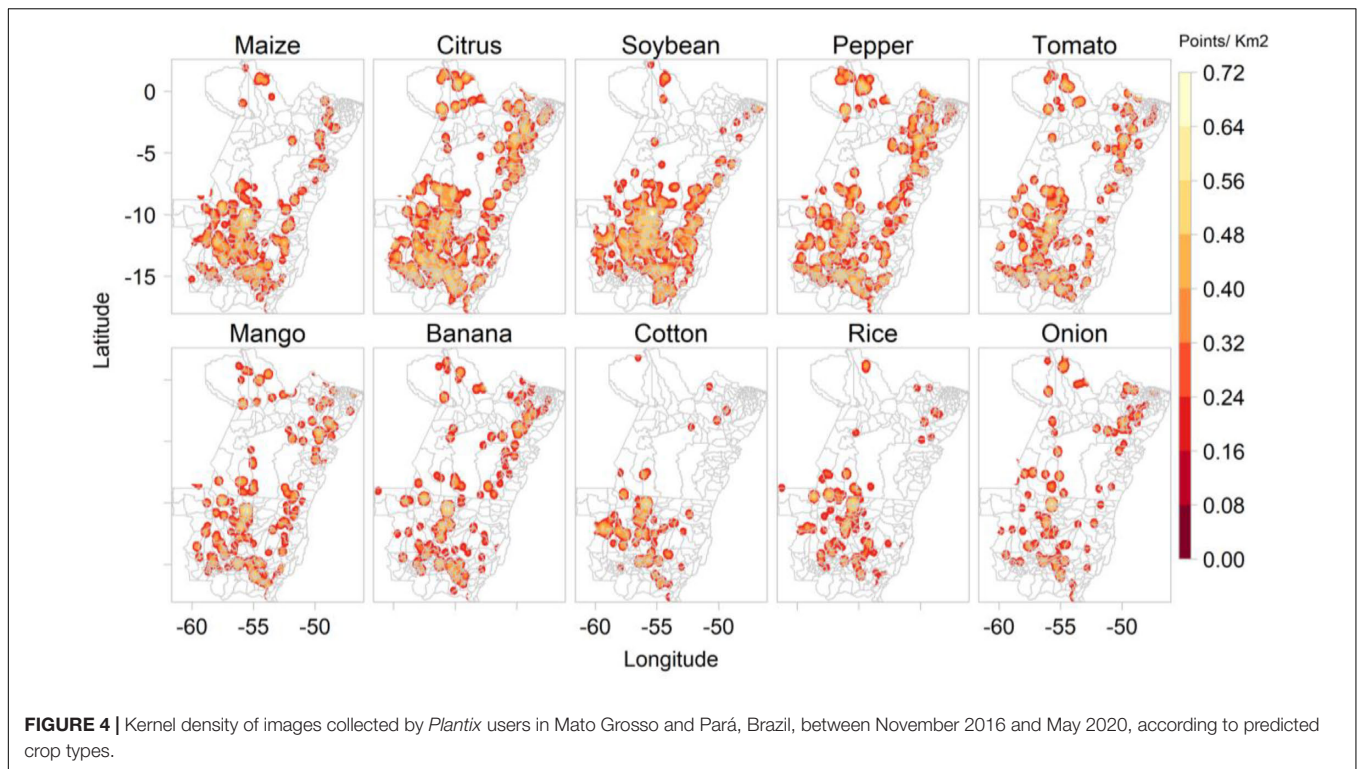 Maize Citrus Soybean Pepper Tomato
Points/ Km2
0.72
0.64
0.56
0.48
0.40
0.32
0.24
0.16
0.08
0.00
0
-5
-10
-15
Latitude
Mango Banana Cotton Rice Onion
-60 -55 -50 -60 -55 -50 -60 -55 -50
Longitude
FIGURE 4 | Kernel density of images collected by Plantix users in Mato Grosso and Pará, Brazil, between November 2016 and May 2020, according to predicted
crop types.